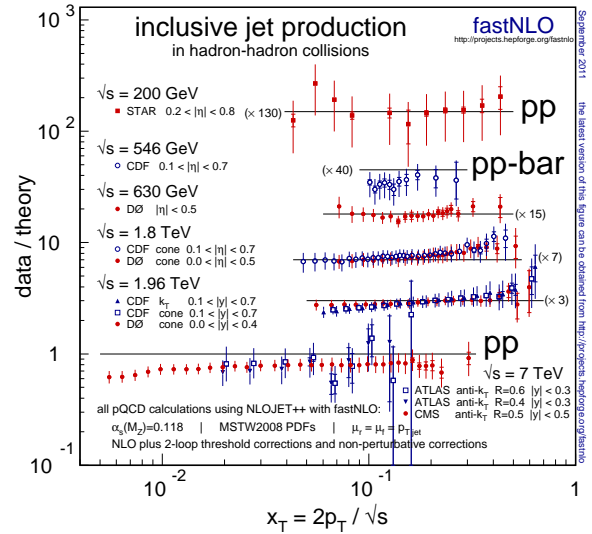 inclusive jet production
in hadron-hadron collisions
fastNLO
http://projects.hepforge.org/fastnlo
September 2011 the latest version of this figure can be obtained from http://projects.hepforge.org/fastnlo
data / theory
10³
10²
10
1
10⁻¹
√s = 200 GeV
STAR 0.2 < |η| < 0.8
(× 130)
pp
√s = 546 GeV
CDF 0.1 < |η| < 0.7
(× 40)
pp-bar
√s = 630 GeV
DØ |η| < 0.5
(× 15)
√s = 1.8 TeV
CDF cone 0.1 < |η| < 0.7
DØ cone 0.0 < |η| < 0.5
(× 7)
√s = 1.96 TeV
CDF k_T 0.1 < |y| < 0.7
CDF cone 0.1 < |y| < 0.7
DØ cone 0.0 < |y| < 0.4
(× 3)
pp
√s = 7 TeV
ATLAS anti-k_T R=0.6 |y| < 0.3
ATLAS anti-k_T R=0.4 |y| < 0.3
CMS anti-k_T R=0.5 |y| < 0.5
all pQCD calculations using NLOJET++ with fastNLO:
α_s(M_Z)=0.118 | MSTW2008 PDFs | μ_r = μ_f = p_T jet
NLO plus 2-loop threshold corrections and non-perturbative corrections
10⁻² 10⁻¹ 1
x_T = 2p_T / √s